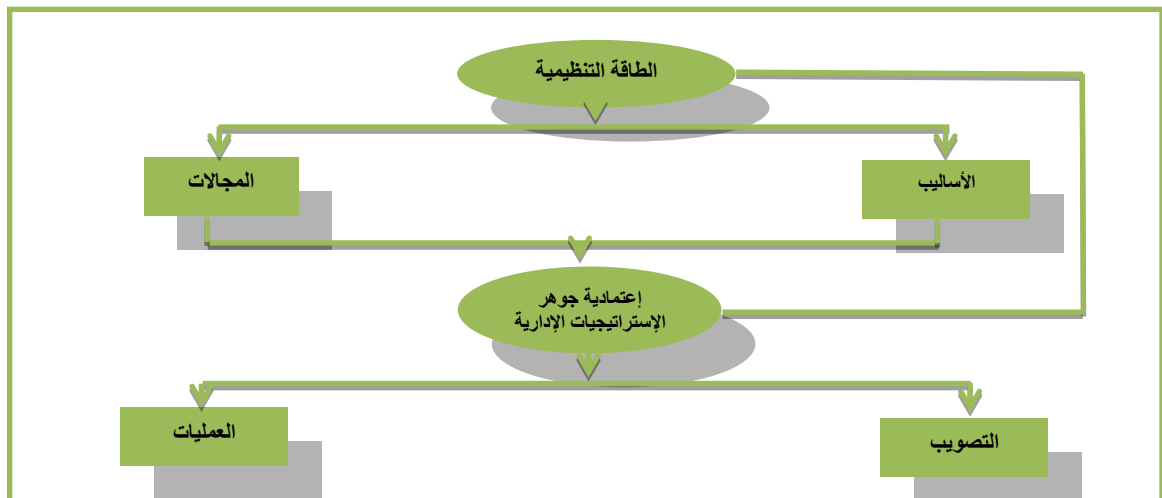 الطاقة التنظيمية
الأساليب
المجالات
إعتمادية جوهر
الإستراتيجيات الإدارية
التصويب
العمليات